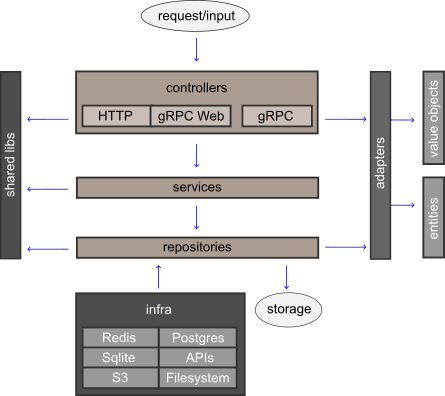 request/input
controllers
HTTP
gRPC Web
gRPC
shared libs
adapters
value objects
entities
services
repositories
infra
storage
Redis
Postgres
Sqlite
APIs
S3
Filesystem